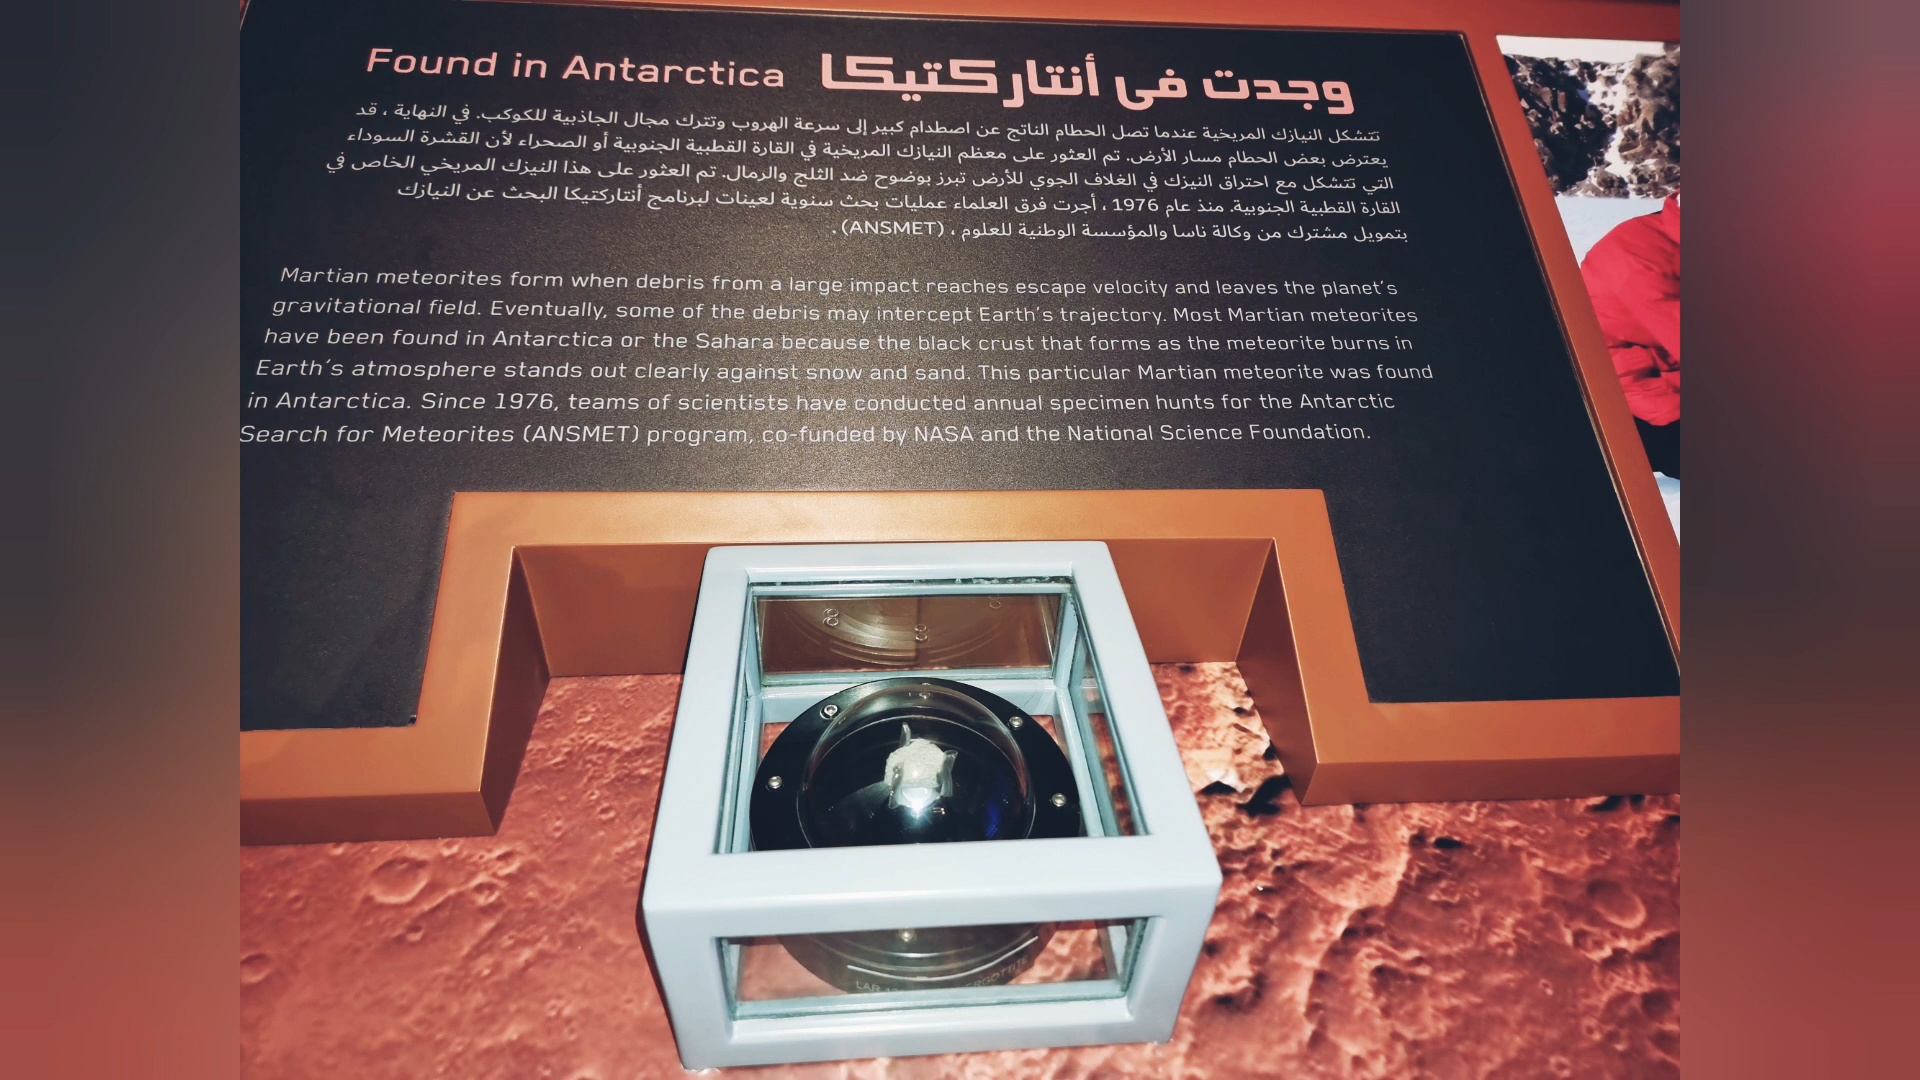 Found in Antarctica
وجدت في أنتاركتيكا
تتشكل النيازك المريخية عندما تصل الحطام الناتج عن اصطدام كبير إلى سرعة الهروب وتترك مجال الجاذبية للكوكب. في النهاية ، قد
يعترض بعض الحطام مسار الأرض. تم العثور على معظم النيازك المريخية في القارة القطبية الجنوبية أو الصحراء لأن القشرة السوداء
التي تتشكل مع احتراق النيزك في الغلاف الجوي للأرض تبرز بوضوح ضد الثلج والرمال. تم العثور على هذا النيزك المريخي الخاص في
القارة القطبية الجنوبية. منذ عام 1976 ، أجرت فرق العلماء عمليات بحث سنوية لعينات لبرنامج أنتاركتيكا البحث عن النيازك
بتمويل مشترك من وكالة ناسا والمؤسسة الوطنية للعلوم ، (ANSMET) .
Martian meteorites form when debris from a large impact reaches escape velocity and leaves the planet's
gravitational field. Eventually, some of the debris may intercept Earth's trajectory. Most Martian meteorites
have been found in Antarctica or the Sahara because the black crust that forms as the meteorite burns in
Earth's atmosphere stands out clearly against snow and sand. This particular Martian meteorite was found
in Antarctica. Since 1976, teams of scientists have conducted annual specimen hunts for the Antarctic
Search for Meteorites (ANSMET) program, co-funded by NASA and the National Science Foundation.
LAR